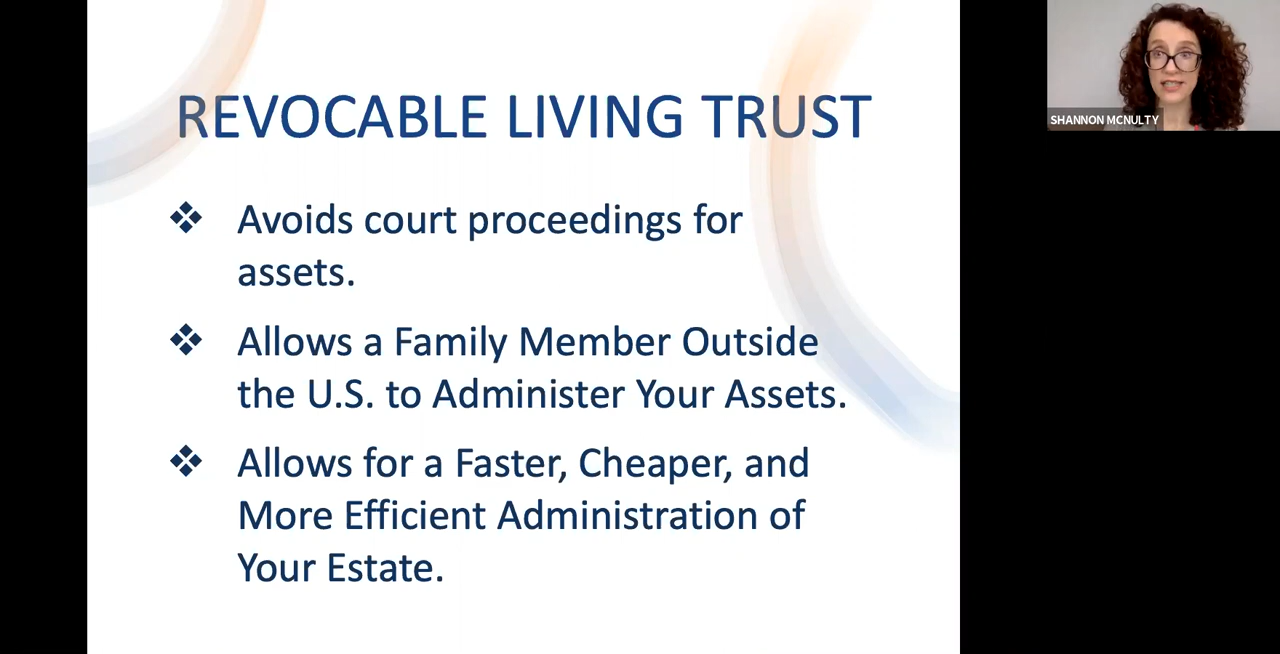 REVOCABLE LIVING TRUST
❖ Avoids court proceedings for
assets.
❖ Allows a Family Member Outside
the U.S. to Administer Your Assets.
❖ Allows for a Faster, Cheaper, and
More Efficient Administration of
Your Estate.
SHANNON MCNULTY